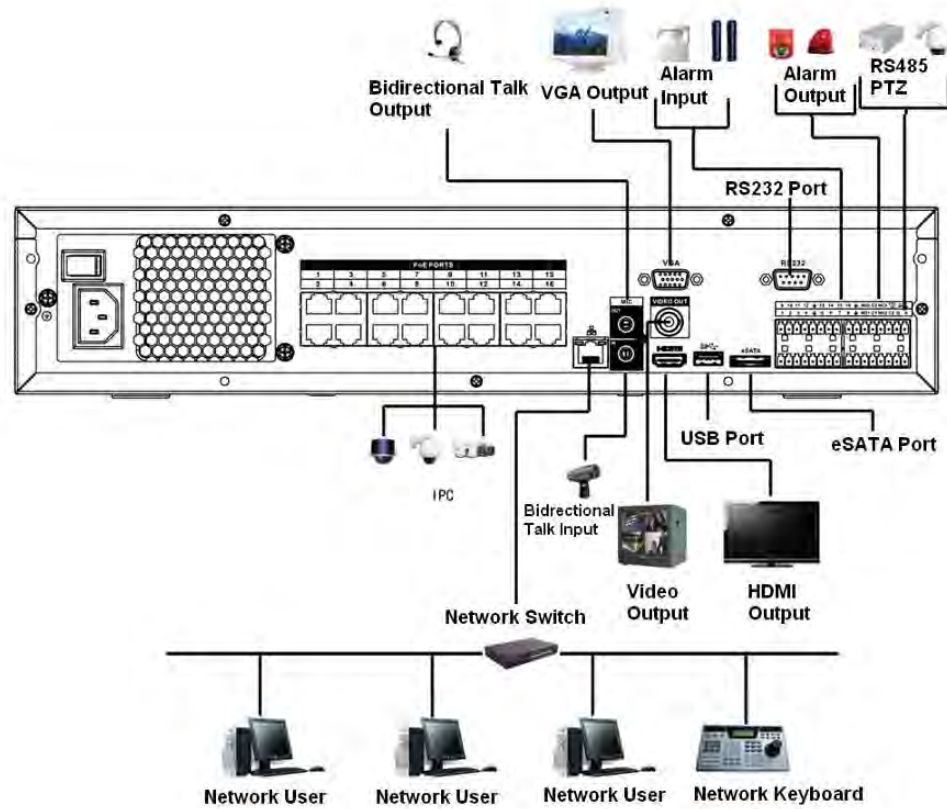 Bidirectional Talk
Output
VGA Output
Alarm
Input
Alarm
Output
RS485
PTZ
RS232 Port
PoE PORTS
1 3 5 7 9 11 13 15
2 4 6 8 10 12 14 16
MIC
OUT
VGA
VIDEO OUT
RS232
HDMI
eSATA
USB Port
eSATA Port
IPC
Bidrectional
Talk Input
Video
Output
HDMI
Output
Network Switch
Network User
Network User
Network User
Network Keyboard